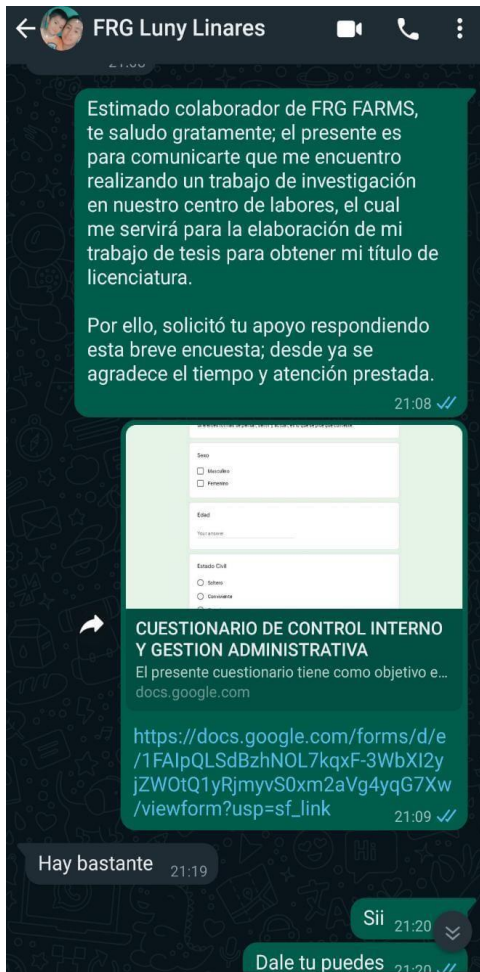 FRG Luny Linares
Estimado colaborador de FRG FARMS,
te saludo gratamente; el presente es
para comunicarte que me encuentro
realizando un trabajo de investigación
en nuestro centro de labores, el cual
me servirá para la elaboración de mi
trabajo de tesis para obtener mi título de
licenciatura.
Por ello, solicitó tu apoyo respondiendo
esta breve encuesta; desde ya se
agradece el tiempo y atención prestada.
21:08
Sexo
Masculino
Femenino
Edad
Your answer
Estado Civil
Soltero
Conviviente
CUESTIONARIO DE CONTROL INTERNO
Y GESTION ADMINISTRATIVA
El presente cuestionario tiene como objetivo e...
docs.google.com
https://docs.google.com/forms/d/e
/1FAIpQLSdBzhNOL7kqxF-3WbXI2y
jZWOtQ1yRjmyvS0xm2aVg4yqG7Xw
/viewform?usp=sf_link
21:09
Hay bastante 21:19
Sii 21:20
Dale tu puedes 21:20